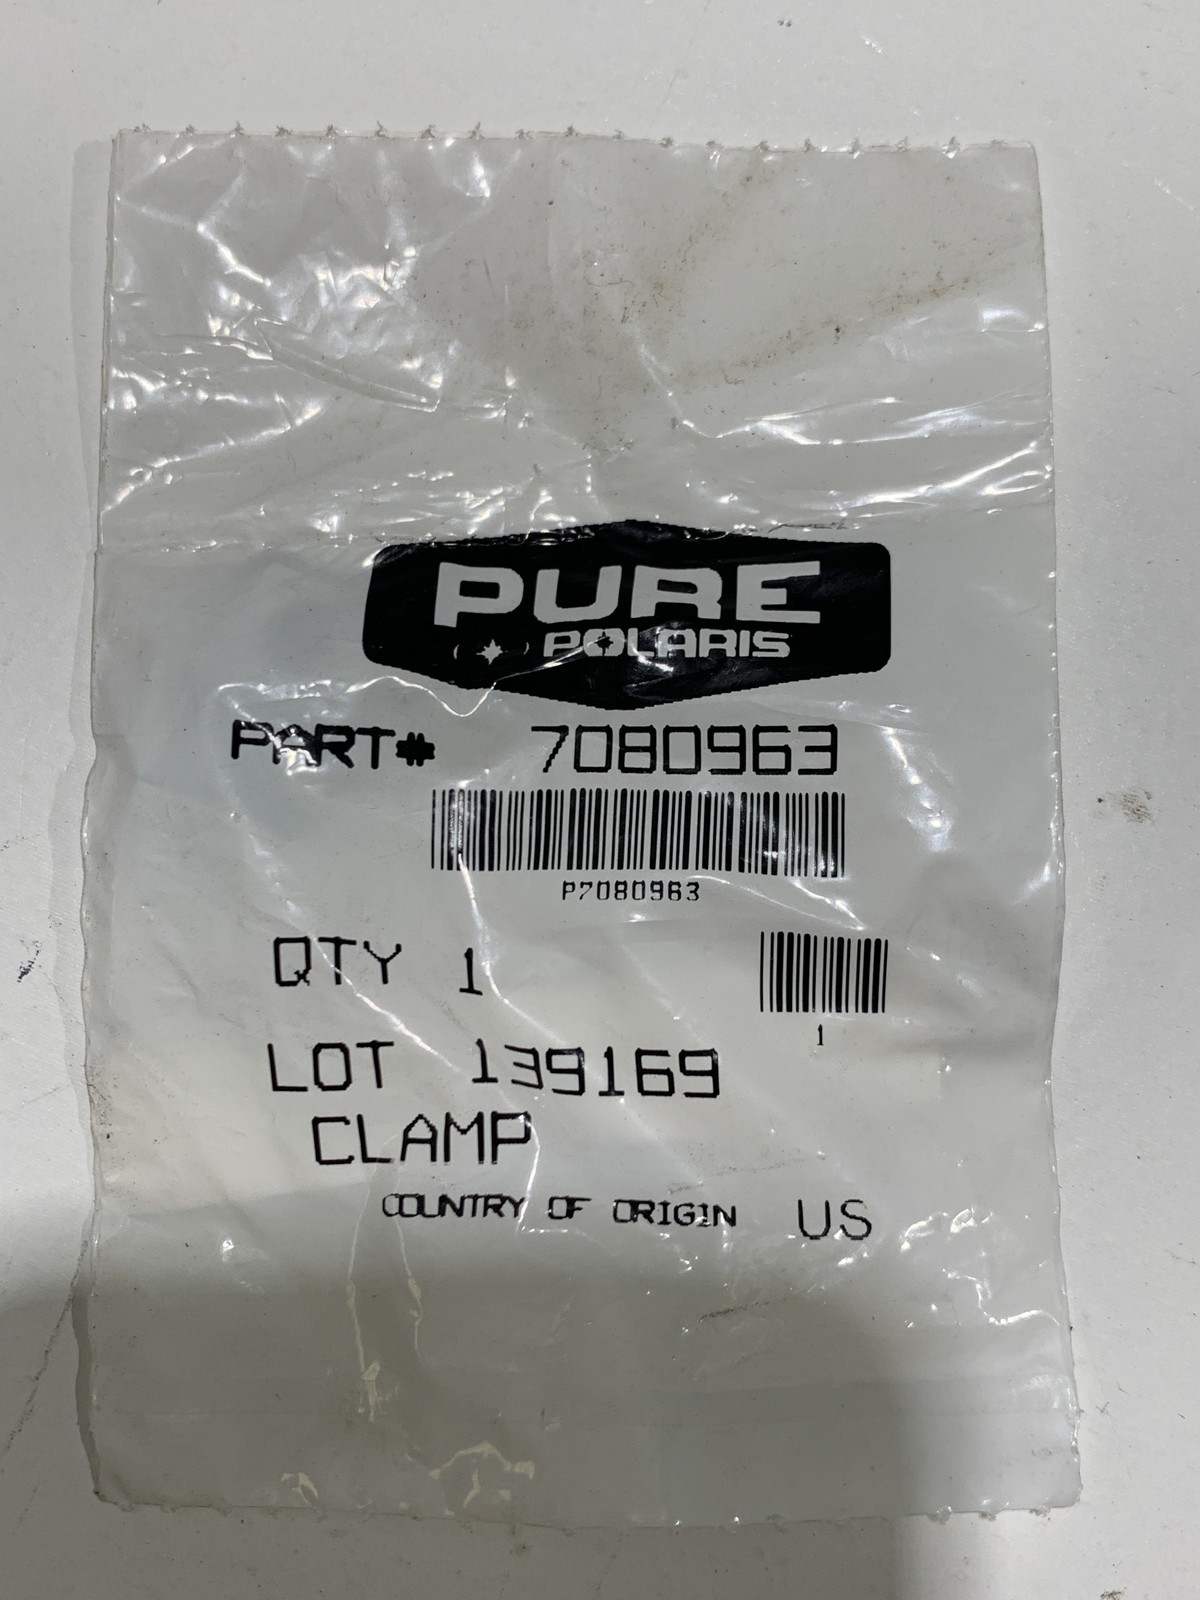 PURE
POLARIS
PART# 7080963
P7080963
QTY 1
1
LOT 139169
CLAMP
COUNTRY OF ORIGIN US